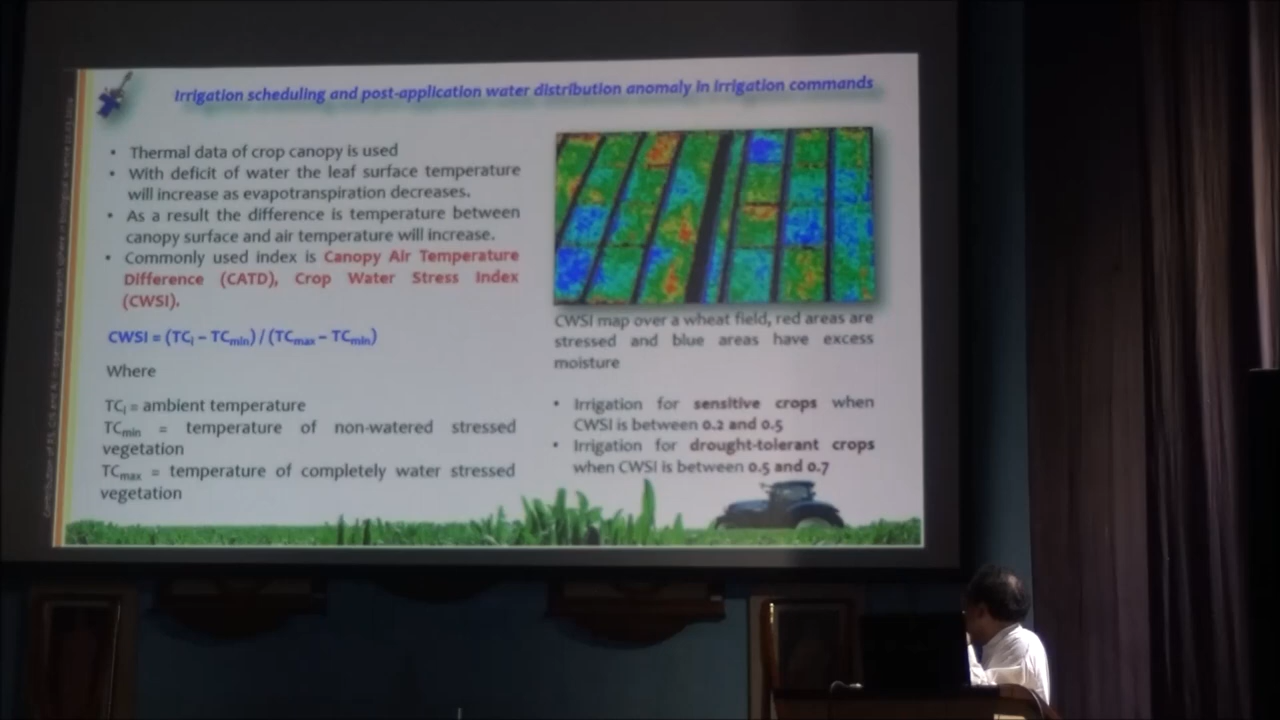 Irrigation scheduling and post-application water distribution anomaly in irrigation commands
• Thermal data of crop canopy is used
• With deficit of water the leaf surface temperature
will increase as evapotranspiration decreases.
• As a result the difference is temperature between
canopy surface and air temperature will increase.
• Commonly used index is Canopy Air Temperature
Difference (CATD), Crop Water Stress Index
(CWSI).
CWSI = (TCi – TCmin) / (TCmax – TCmin)
Where
TCi = ambient temperature
TCmin = temperature of non-watered stressed
vegetation
TCmax = temperature of completely water stressed
vegetation
CWSI map over a wheat field, red areas are
stressed and blue areas have excess
moisture
• Irrigation for sensitive crops when
CWSI is between 0.2 and 0.5
• Irrigation for drought-tolerant crops
when CWSI is between 0.5 and 0.7